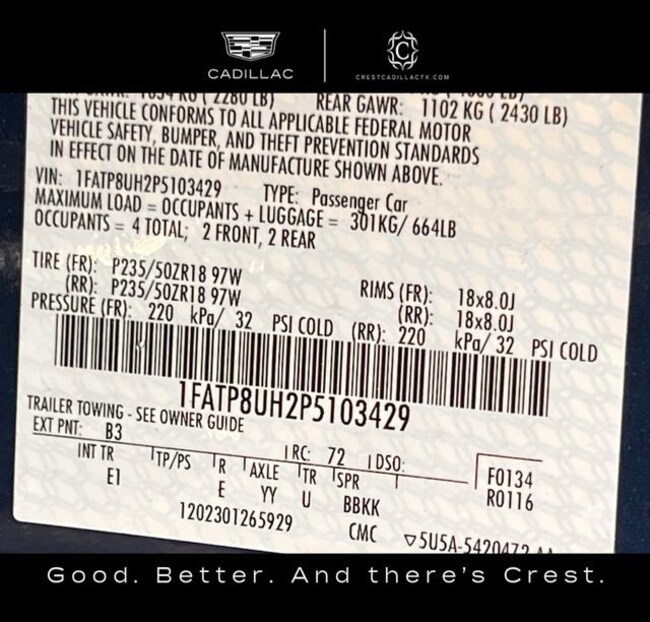 CADILLAC
CRESTCADILLACTX.COM
2280 LB) REAR GAWR: 1102 KG ( 2430 LB)
THIS VEHICLE CONFORMS TO ALL APPLICABLE FEDERAL MOTOR
VEHICLE SAFETY, BUMPER, AND THEFT PREVENTION STANDARDS
IN EFFECT ON THE DATE OF MANUFACTURE SHOWN ABOVE.
VIN: 1FATP8UH2P5103429 TYPE: Passenger Car
MAXIMUM LOAD = OCCUPANTS + LUGGAGE = 301KG/ 664LB
OCCUPANTS = 4 TOTAL; 2 FRONT, 2 REAR
TIRE (FR): P235/50ZR18 97W RIMS (FR): 18x8.0J
(RR): P235/50ZR18 97W (RR): 18x8.0J
PRESSURE (FR): 220 kPa/ 32 PSI COLD (RR): 220 kPa/ 32 PSI COLD
1FATP8UH2P5103429
TRAILER TOWING - SEE OWNER GUIDE
EXT PNT: B3 RC: 72 DSO: F0134
INT TR TP/PS R AXLE TR SPR R0116
E1 E YY U BBKK
1202301265929 CMC ▽5U5A-5420472
Good. Better. And there's Crest.